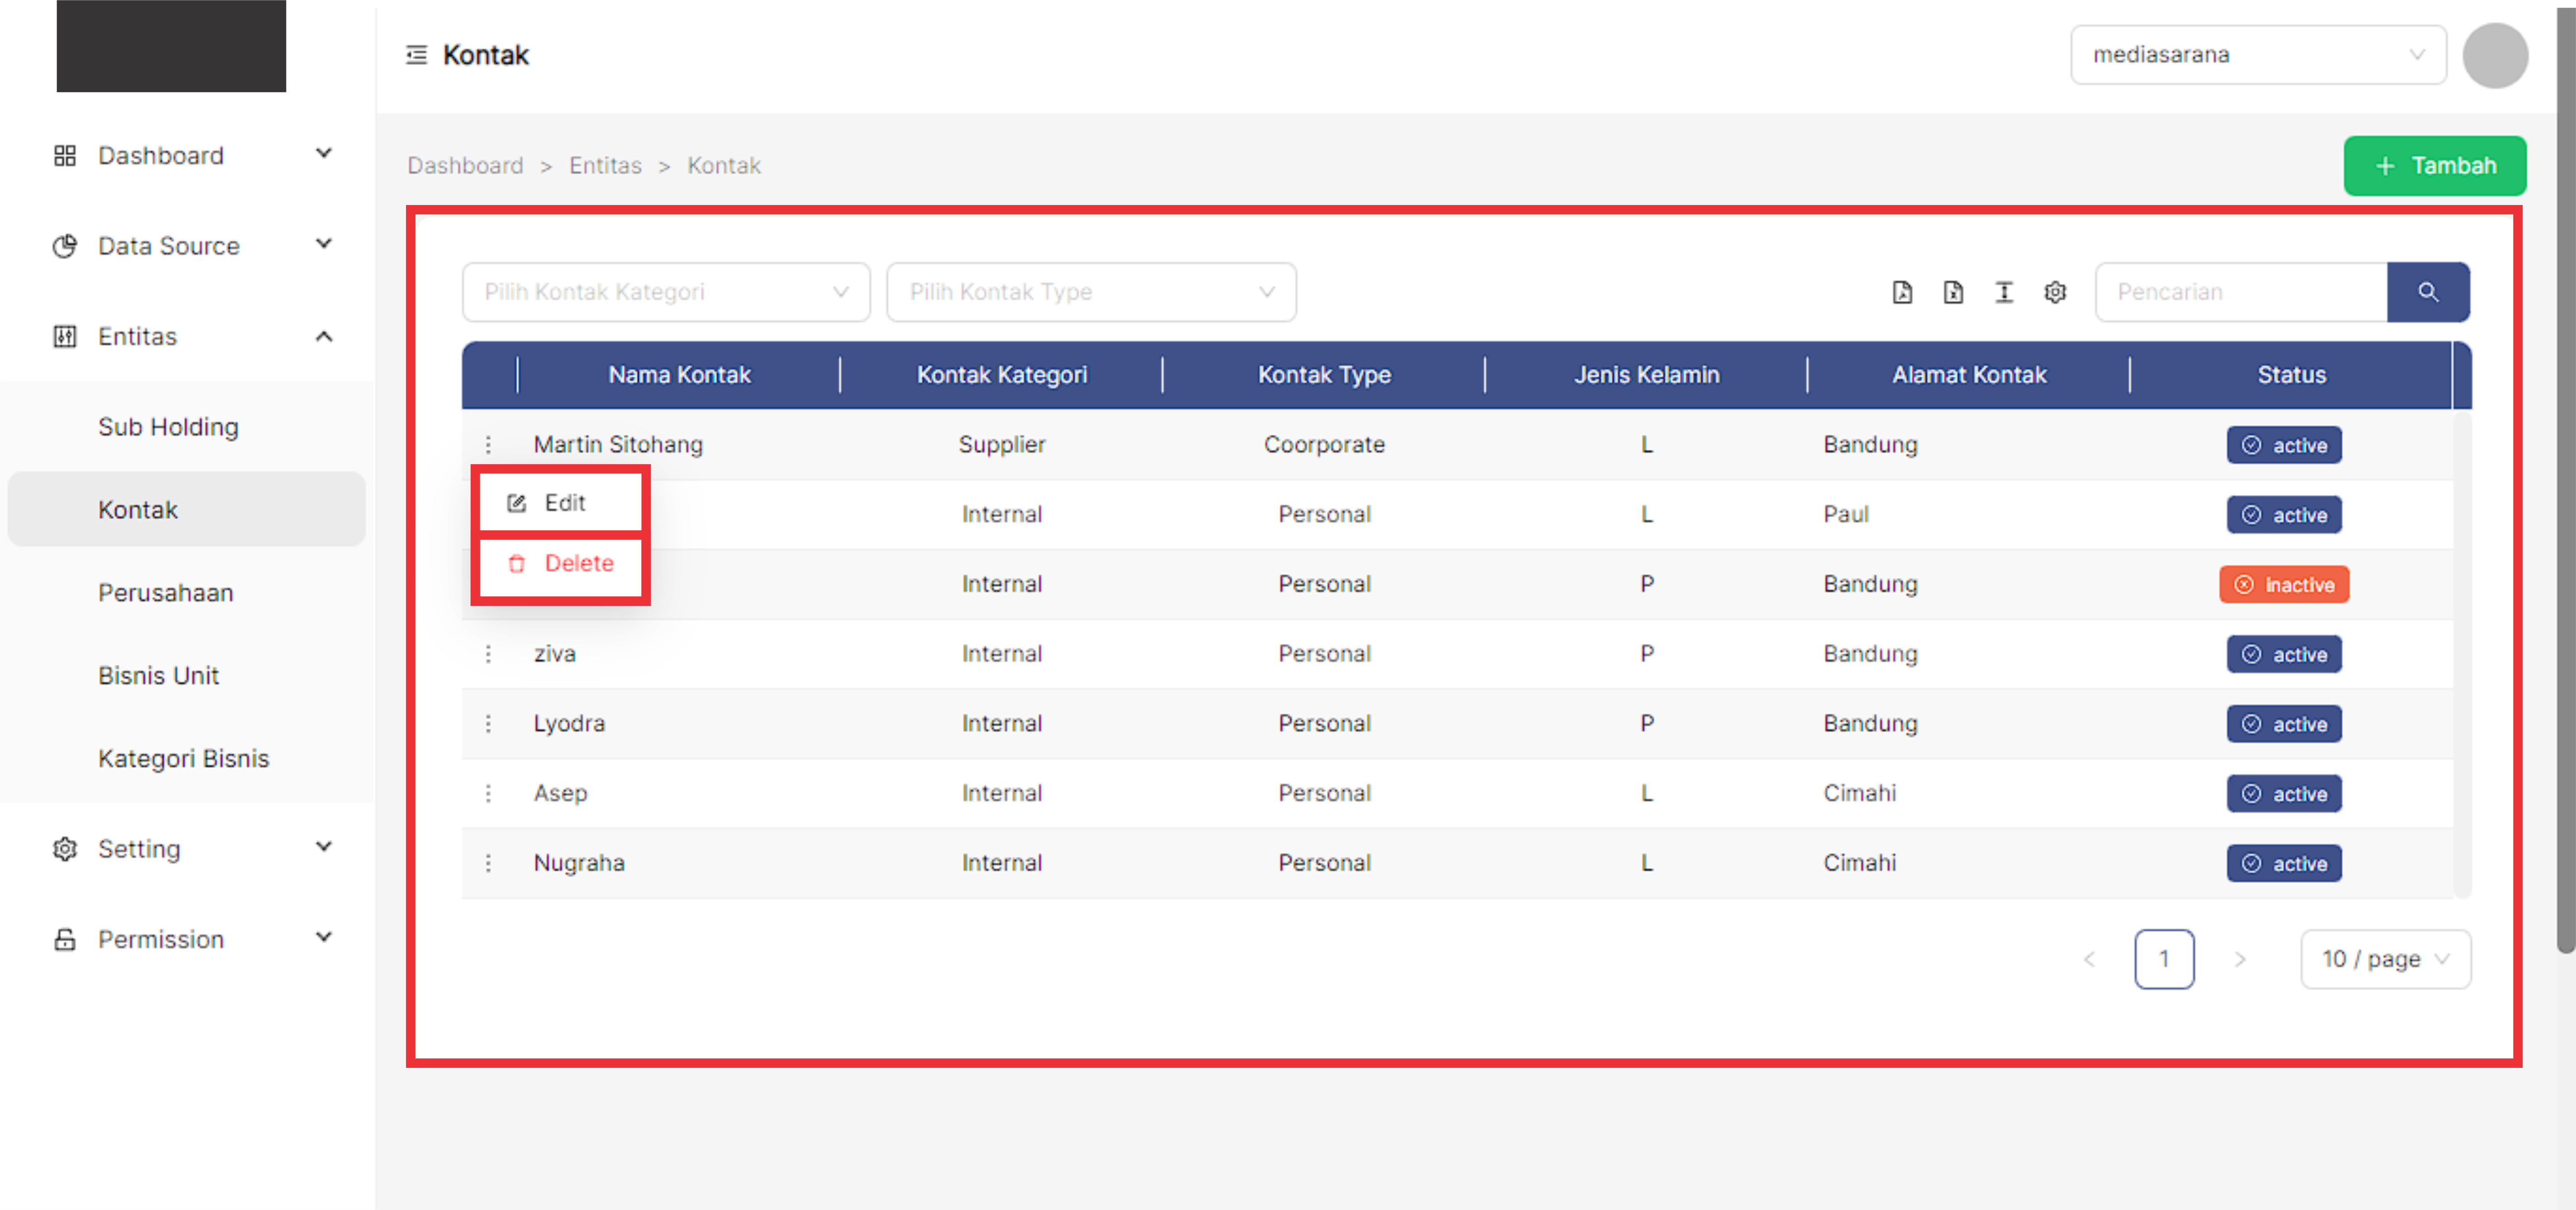 Kontak
mediasarana
Dashboard
Data Source
Entitas
Sub Holding
Kontak
Perusahaan
Bisnis Unit
Kategori Bisnis
Setting
Permission
Dashboard > Entitas > Kontak
+ Tambah
Pilih Kontak Kategori Pilih Kontak Type Pencarian
Nama Kontak Kontak Kategori Kontak Type Jenis Kelamin Alamat Kontak Status
Martin Sitohang Supplier Coorporate L Bandung active
Edit
Delete
Internal Personal L Paul active
Internal Personal P Bandung inactive
ziva Internal Personal P Bandung active
Lyodra Internal Personal P Bandung active
Asep Internal Personal L Cimahi active
Nugraha Internal Personal L Cimahi active
< 1 > 10 / page